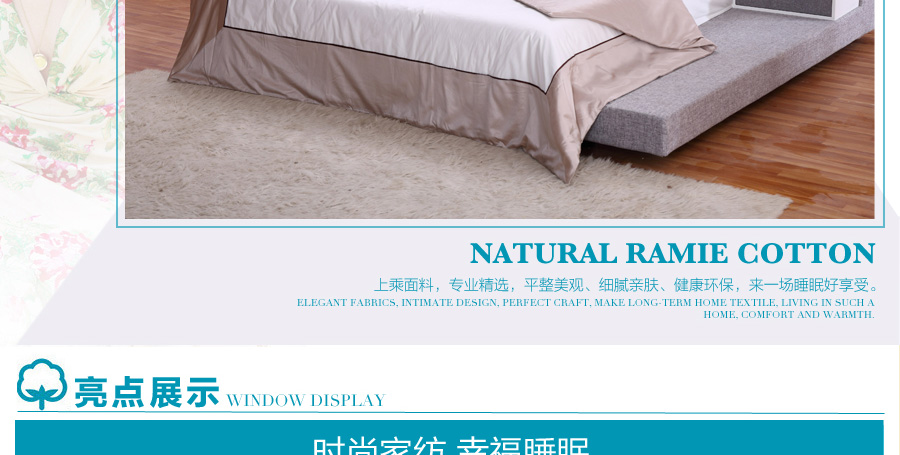 NATURAL RAMIE COTTON
上乘面料，专业精选，平整美观、细腻亲肤、健康环保，来一场睡眠好享受。
ELEGANT FABRICS, INTIMATE DESIGN, PERFECT CRAFT, MAKE LONG-TERM HOME TEXTILE, LIVING IN SUCH A
HOME, COMFORT AND WARMTH.
亮点展示 WINDOW DISPLAY
时尚家纺 幸福睡眠